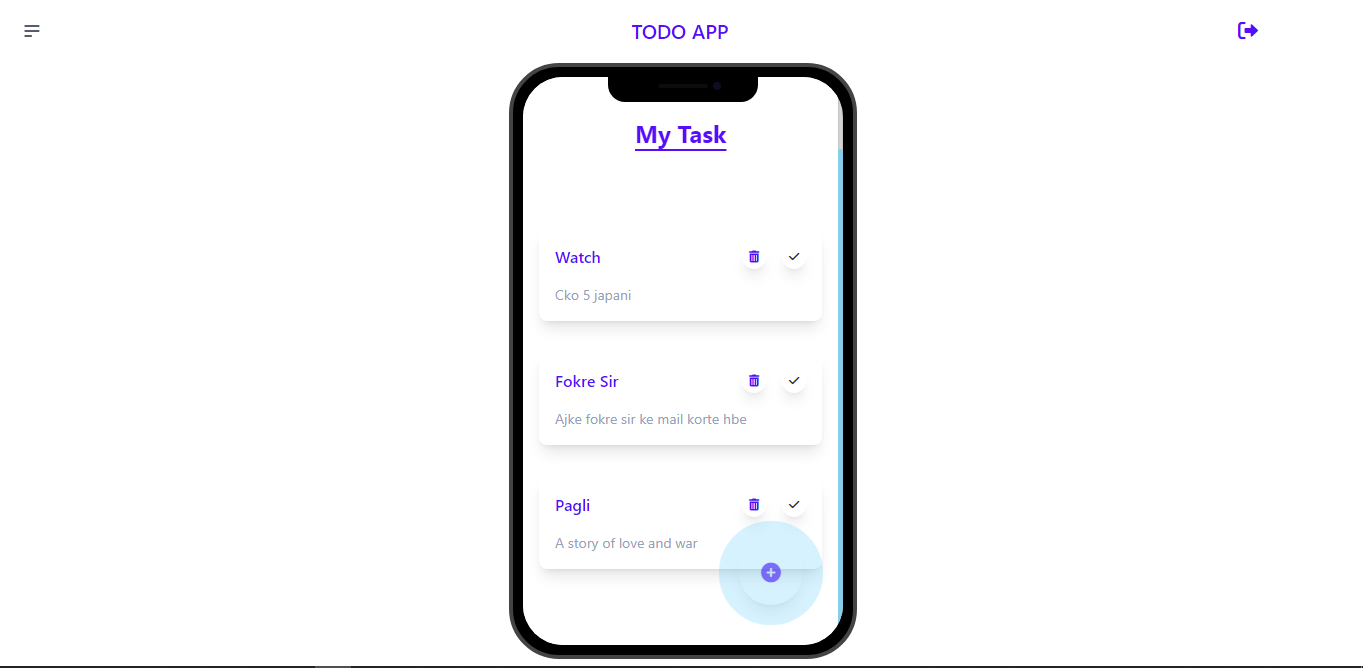 TODO APP
My Task
Watch
Cko 5 japani
Fokre Sir
Ajke fokre sir ke mail korte hbe
Pagli
A story of love and war